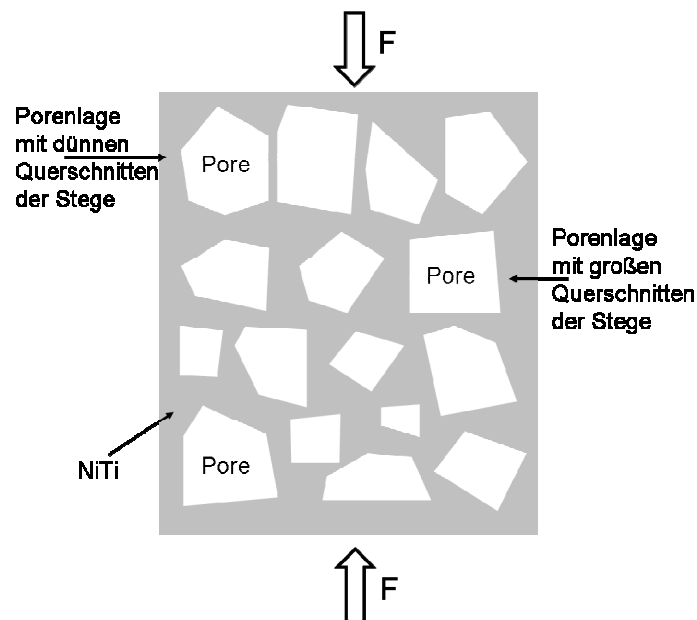 F
Porenlage
mit dünnen
Querschnitten
der Stege
Pore
Porenlage
mit großen
Querschnitten
der Stege
Pore
NiTi
Pore
F